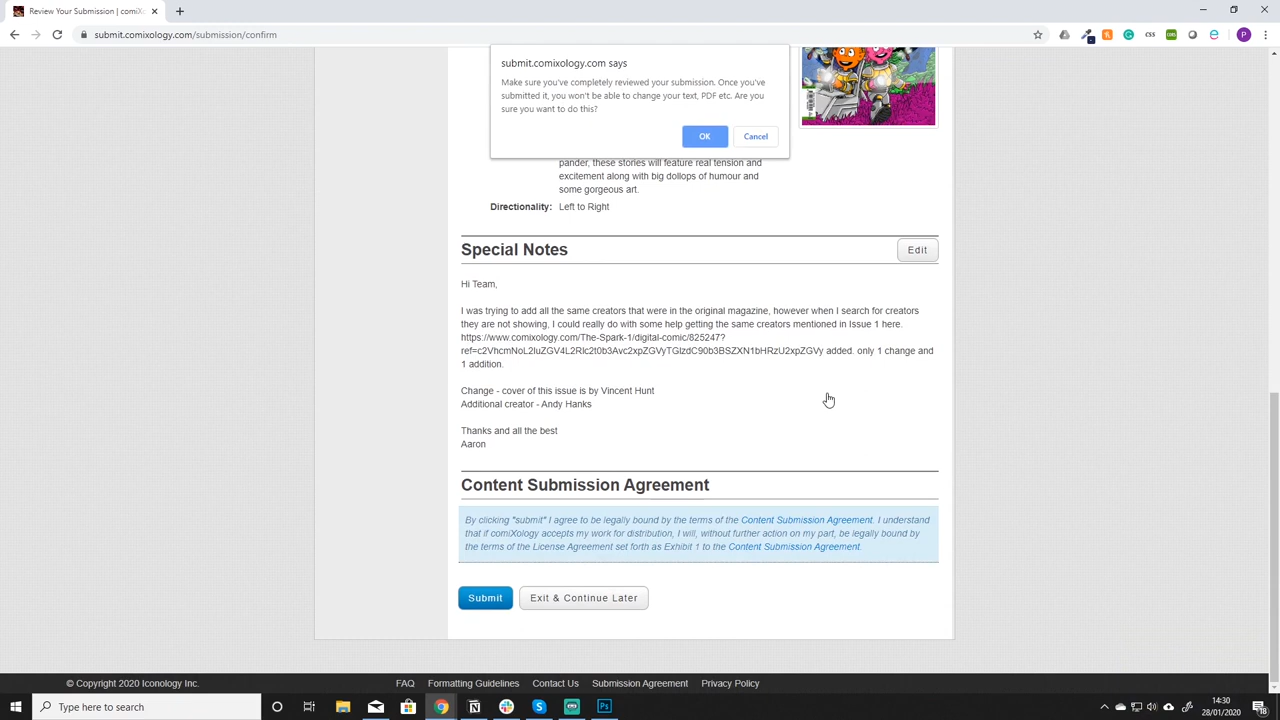 Review Your Submission | comiX
submit.comixology.com/submission/confirm
submit.comixology.com says
Make sure you've completely reviewed your submission. Once you've
submitted it, you won't be able to change your text, PDF etc. Are you
sure you want to do this?
OK
Cancel
pander, these stories will feature real tension and
excitement along with big dollops of humour and
some gorgeous art.
Directionality: Left to Right
Special Notes
Edit
Hi Team,
I was trying to add all the same creators that were in the original magazine, however when I search for creators
they are not showing, I could really do with some help getting the same creators mentioned in Issue 1 here.
https://www.comixology.com/The-Spark-1/digital-comic/825247?
added. only 1 change and
1 addition.
Change - cover of this issue is by Vincent Hunt
Additional creator - Andy Hanks
Thanks and all the best
Aaron
Content Submission Agreement
By clicking "submit" I agree to be legally bound by the terms of the Content Submission Agreement. I understand
that if comiXology accepts my work for distribution, I will, without further action on my part, be legally bound by
the terms of the License Agreement set forth as Exhibit 1 to the Content Submission Agreement.
Submit
Exit & Continue Later
© Copyright 2020 Iconology Inc.
FAQ
Formatting Guidelines
Contact Us
Submission Agreement
Privacy Policy
Type here to search
14:30
28/01/2020
18